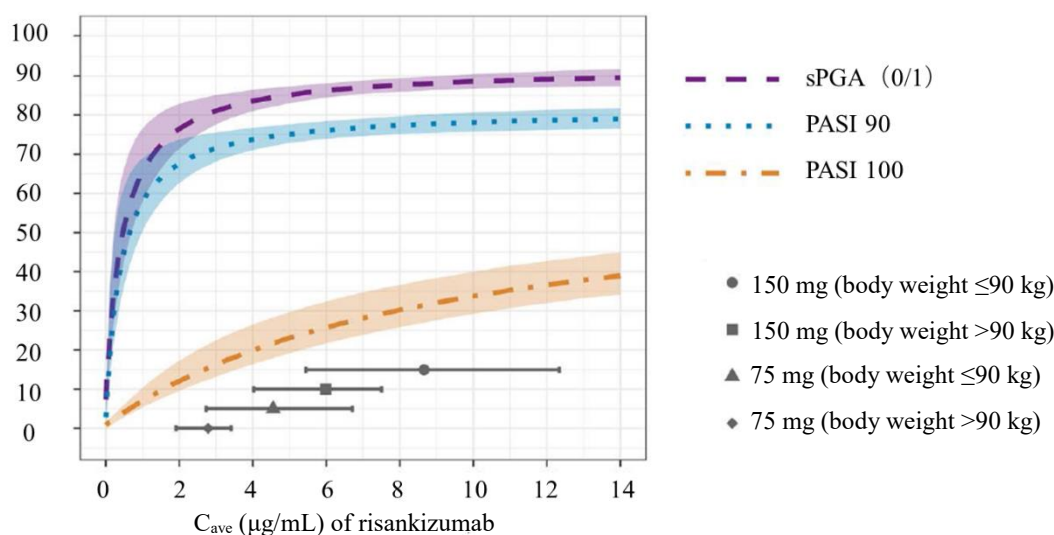 100
90
80
70
60
50
40
30
20
10
0
0 2 4 6 8 10 12 14
C_ave (μg/mL) of risankizumab
sPGA（0/1）
PASI 90
PASI 100
150 mg (body weight ≤90 kg)
150 mg (body weight >90 kg)
75 mg (body weight ≤90 kg)
75 mg (body weight >90 kg)